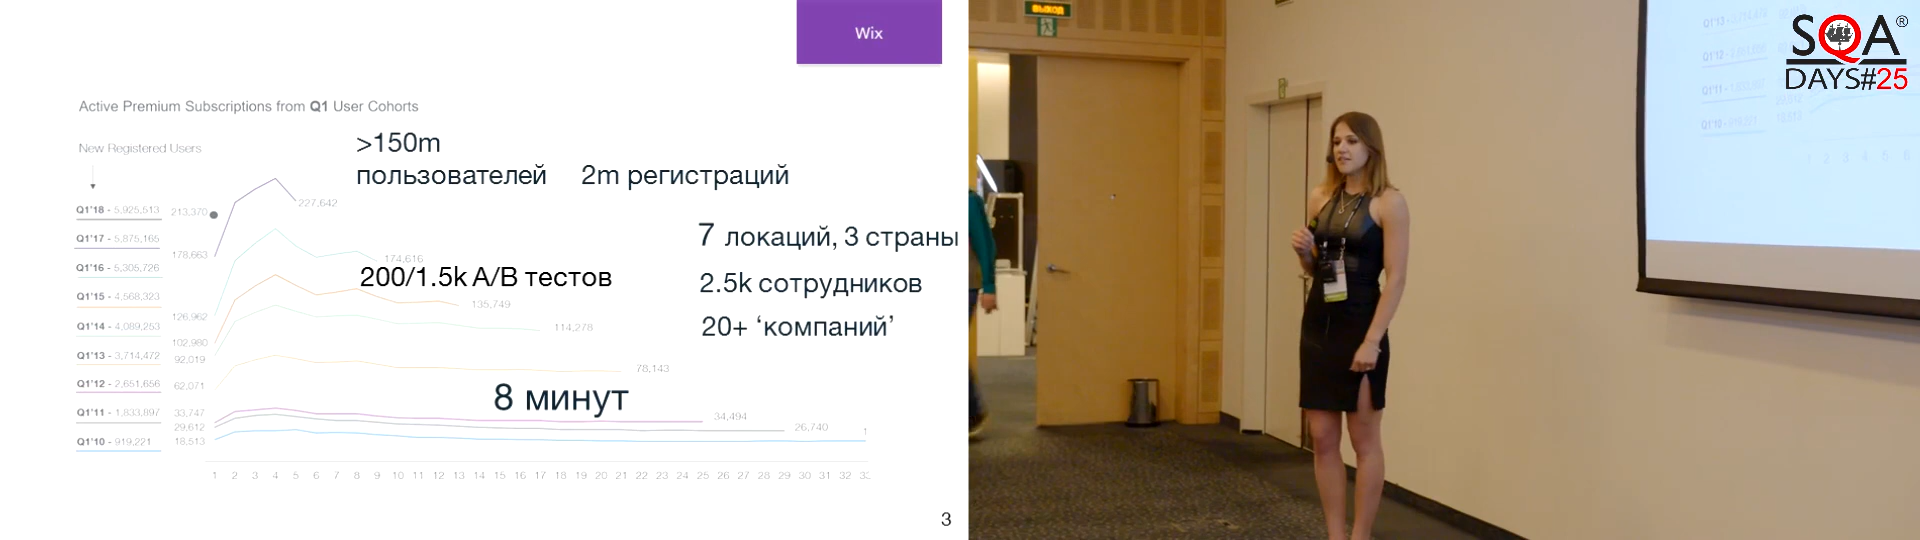 Wix
Active Premium Subscriptions from Q1 User Cohorts
New Registered Users
>150m
пользователей
2m регистраций
7 локаций, 3 страны
200/1.5k A/B тестов
2.5k сотрудников
20+ ‘компаний’
8 минут
Q1'18 - 5,925,513
Q1'17 - 5,875,165
Q1'16 - 5,305,726
Q1'15 - 4,568,323
Q1'14 - 4,089,253
Q1'13 - 3,714,472
Q1'12 - 2,651,656
Q1'11 - 1,833,897
Q1'10 - 919,221
213,370
178,663
126,962
102,980
92,019
62,071
33,747
29,612
18,513
227,642
174,616
135,749
114,278
78,143
34,494
26,740
1 2 3 4 5 6 7 8 9 10 11 12 13 14 15 16 17 18 19 20 21 22 23 24 25 26 27 28 29 30 31 32
3
ВЫХОД
SQA®
DAYS#25